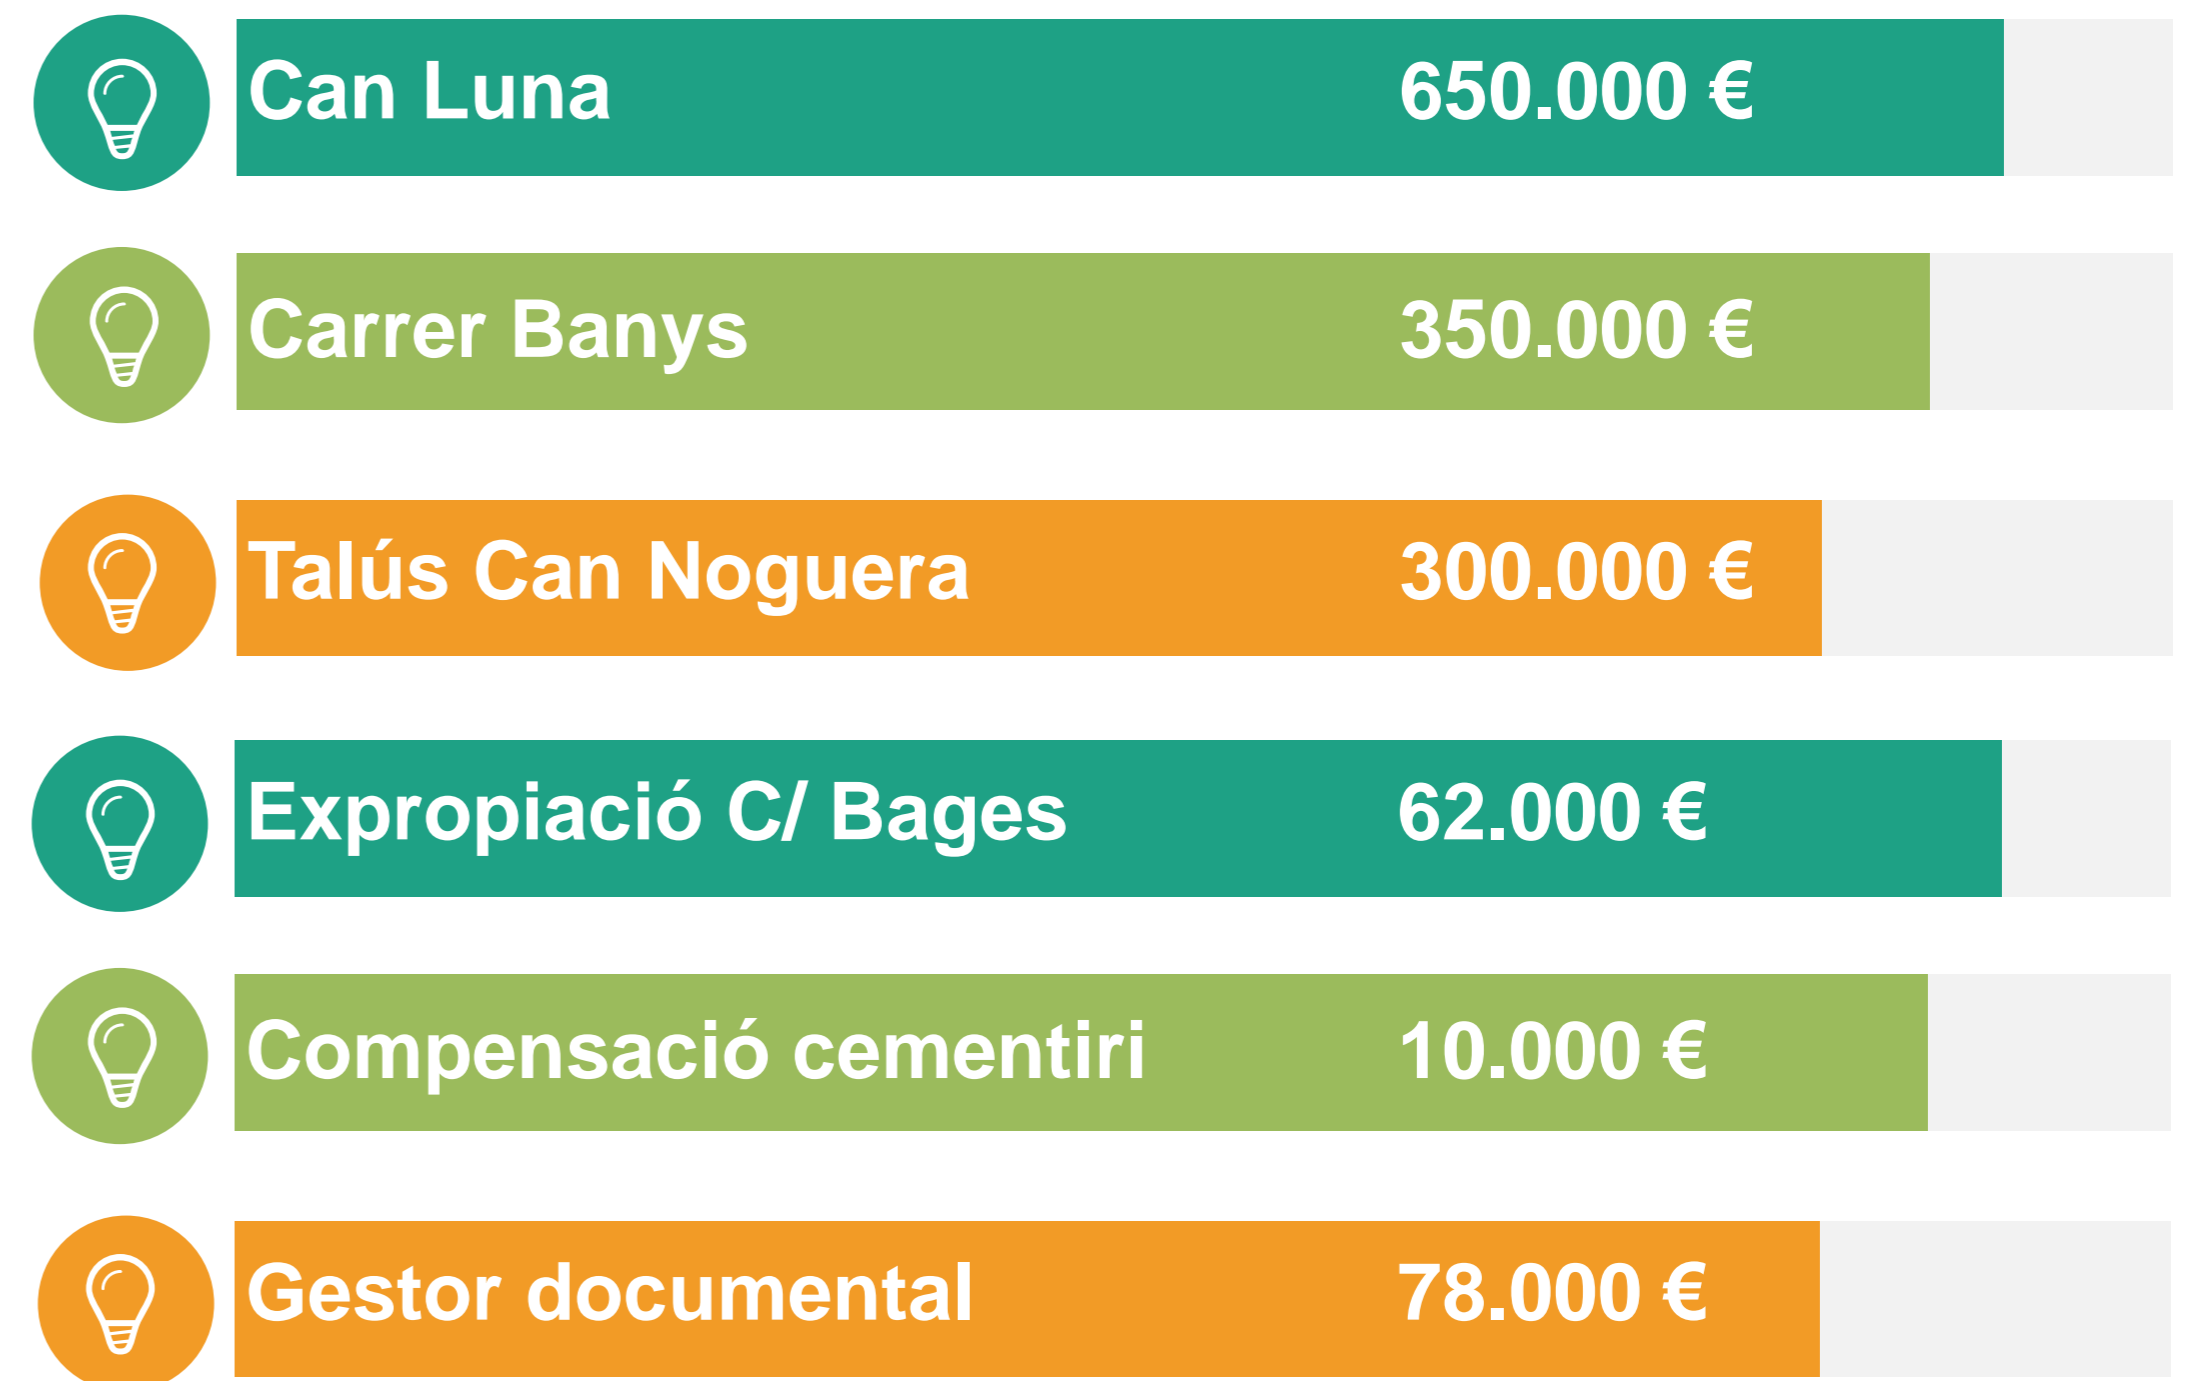 Can Luna 650.000 €
Carrer Banys 350.000 €
Talús Can Noguera 300.000 €
Expropiació C/ Bages 62.000 €
Compensació cementiri 10.000 €
Gestor documental 78.000 €